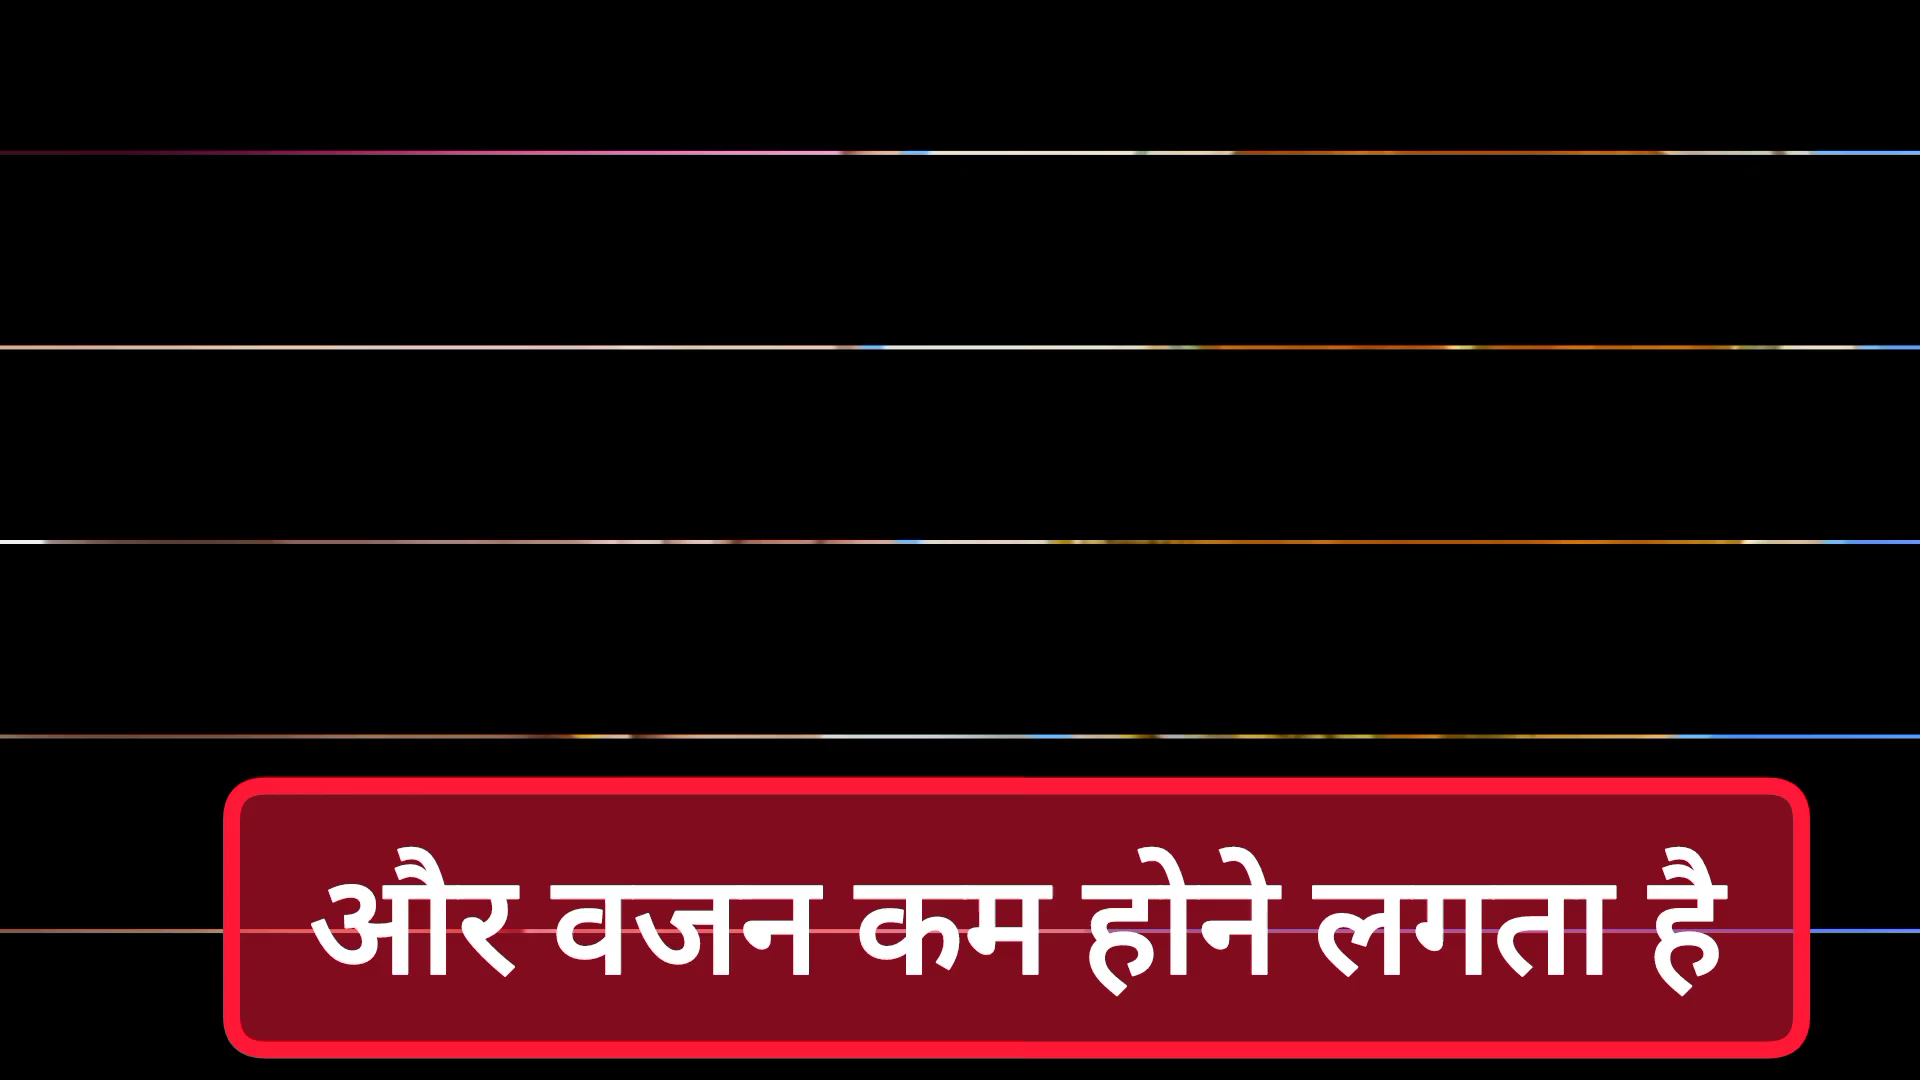 और वजन कम होने लगता है